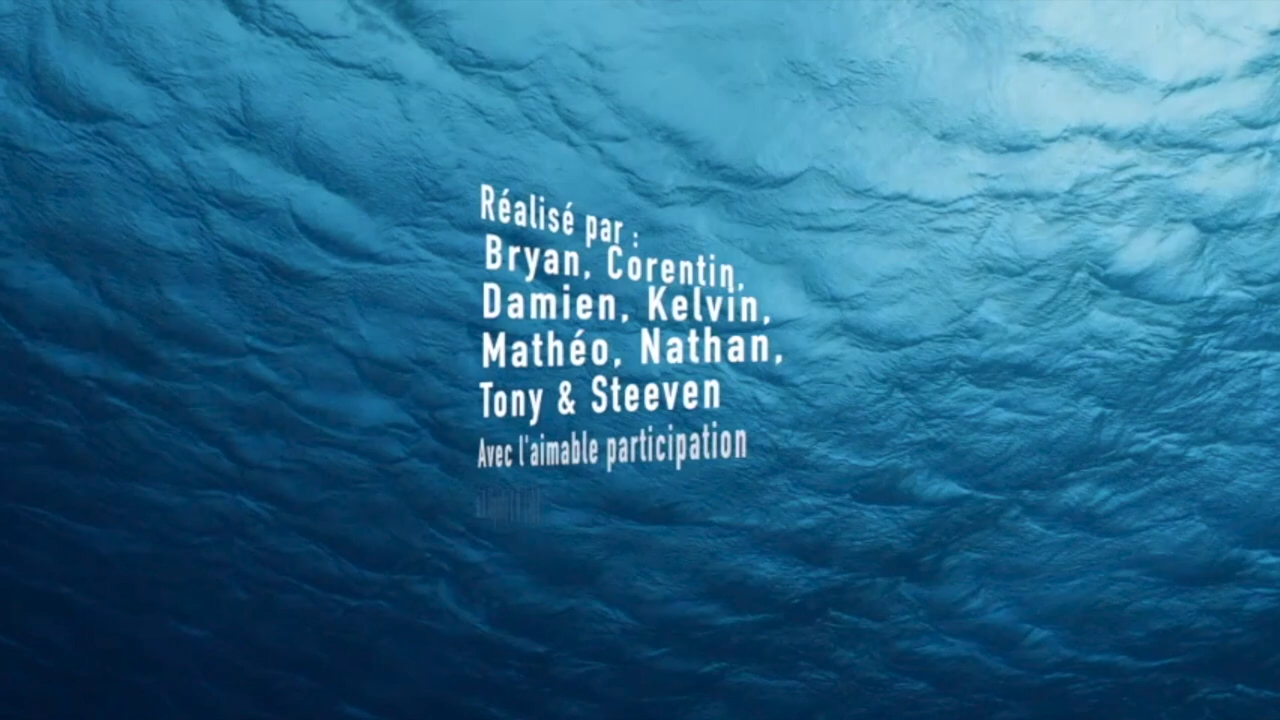 Réalisé par :
Bryan, Corentin,
Damien, Kelvin,
Mathéo, Nathan,
Tony & Steeven
Avec l'aimable participation